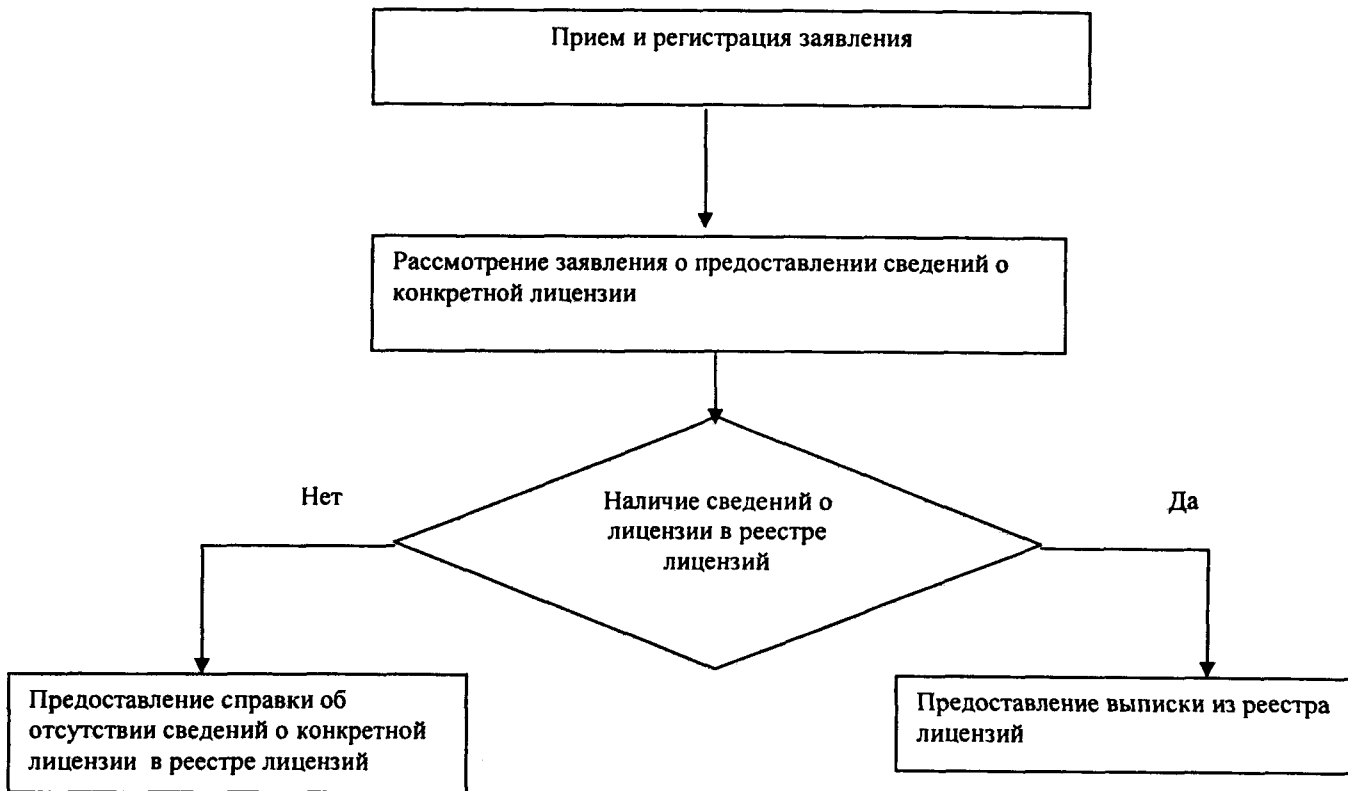 Прием и регистрация заявления
Рассмотрение заявления о предоставлении сведений о
конкретной лицензии
Нет
Наличие сведений о
лицензии в реестре
лицензий
Да
Предоставление справки об
отсутствии сведений о конкретной
лицензии в реестре лицензий
Предоставление выписки из реестра
лицензий